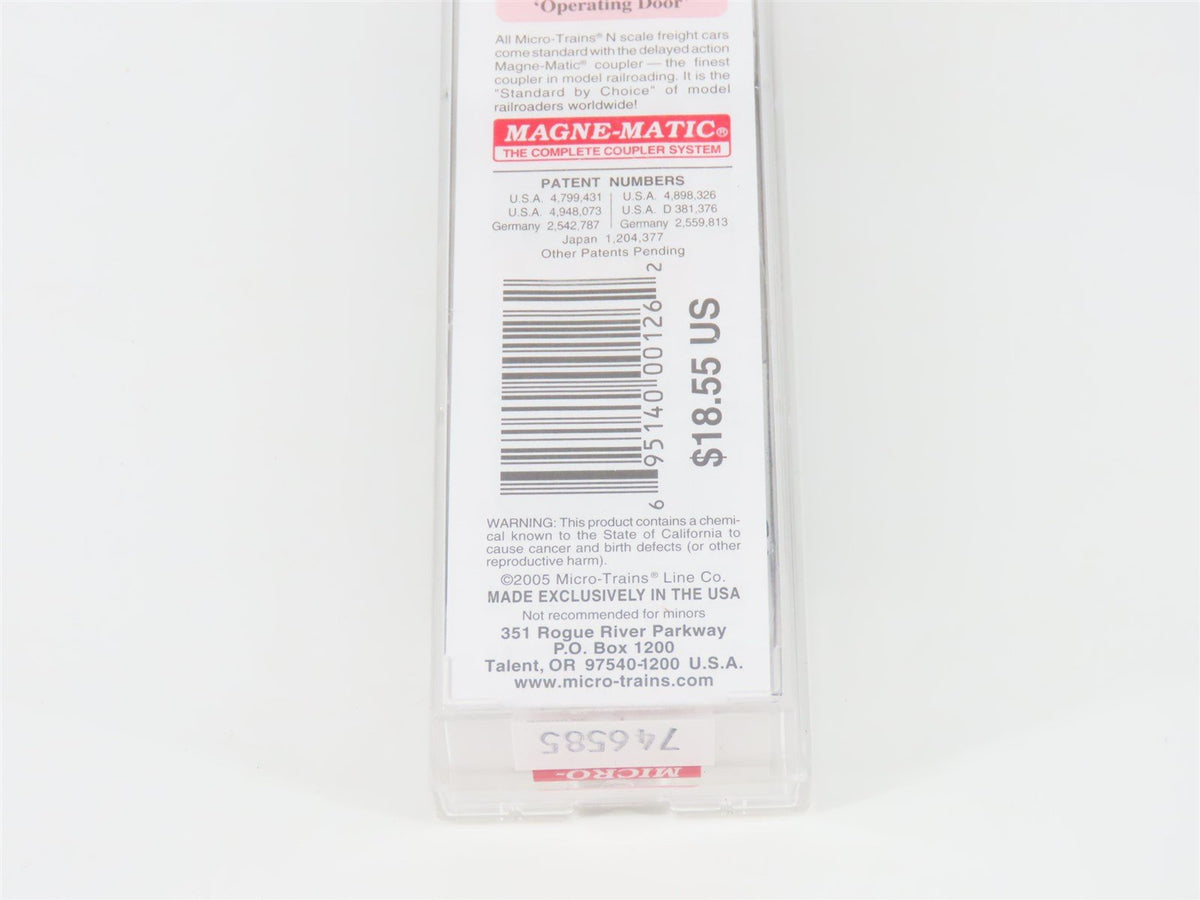 'Operating Door'
All Micro-Trains® N scale freight cars
come standard with the delayed action
Magne-Matic® coupler — the finest
coupler in model railroading. It is the
"Standard by Choice" of model
railroaders worldwide!
MAGNE-MATIC®
THE COMPLETE COUPLER SYSTEM
PATENT NUMBERS
U.S.A. 4,799,431 U.S.A. 4,898,326
U.S.A. 4,948,073 U.S.A. D 381,376
Germany 2,542,787 Germany 2,559,813
Japan 1,204,377
Other Patents Pending
6 95140 00126 2
$18.55 US
WARNING: This product contains a chemi-
cal known to the State of California to
cause cancer and birth defects (or other
reproductive harm).
©2005 Micro-Trains® Line Co.
MADE EXCLUSIVELY IN THE USA
Not recommended for minors
351 Rogue River Parkway
P.O. Box 1200
Talent, OR 97540-1200 U.S.A.
www.micro-trains.com
746585
MICRO-